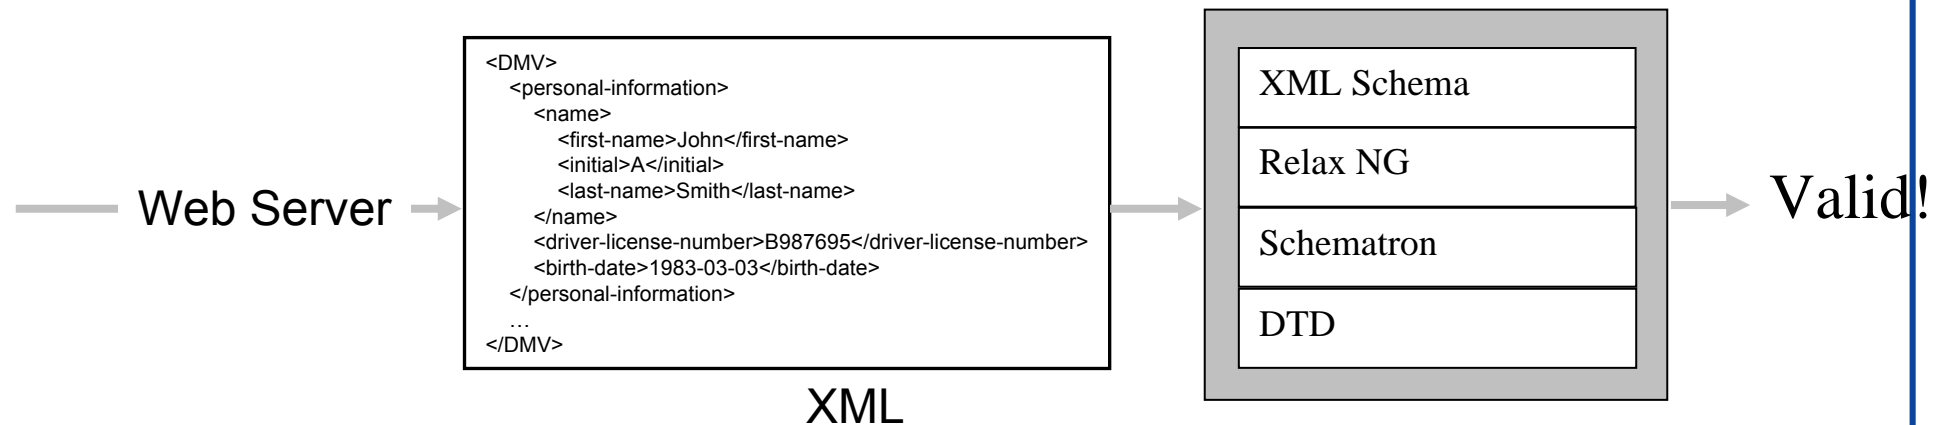 Web Server
<DMV>
<personal-information>
<name>
<first-name>John</first-name>
<initial>A</initial>
<last-name>Smith</last-name>
</name>
<driver-license-number>B987695</driver-license-number>
<birth-date>1983-03-03</birth-date>
</personal-information>
…
</DMV>
XML
XML Schema
Relax NG
Schematron
DTD
Valid!